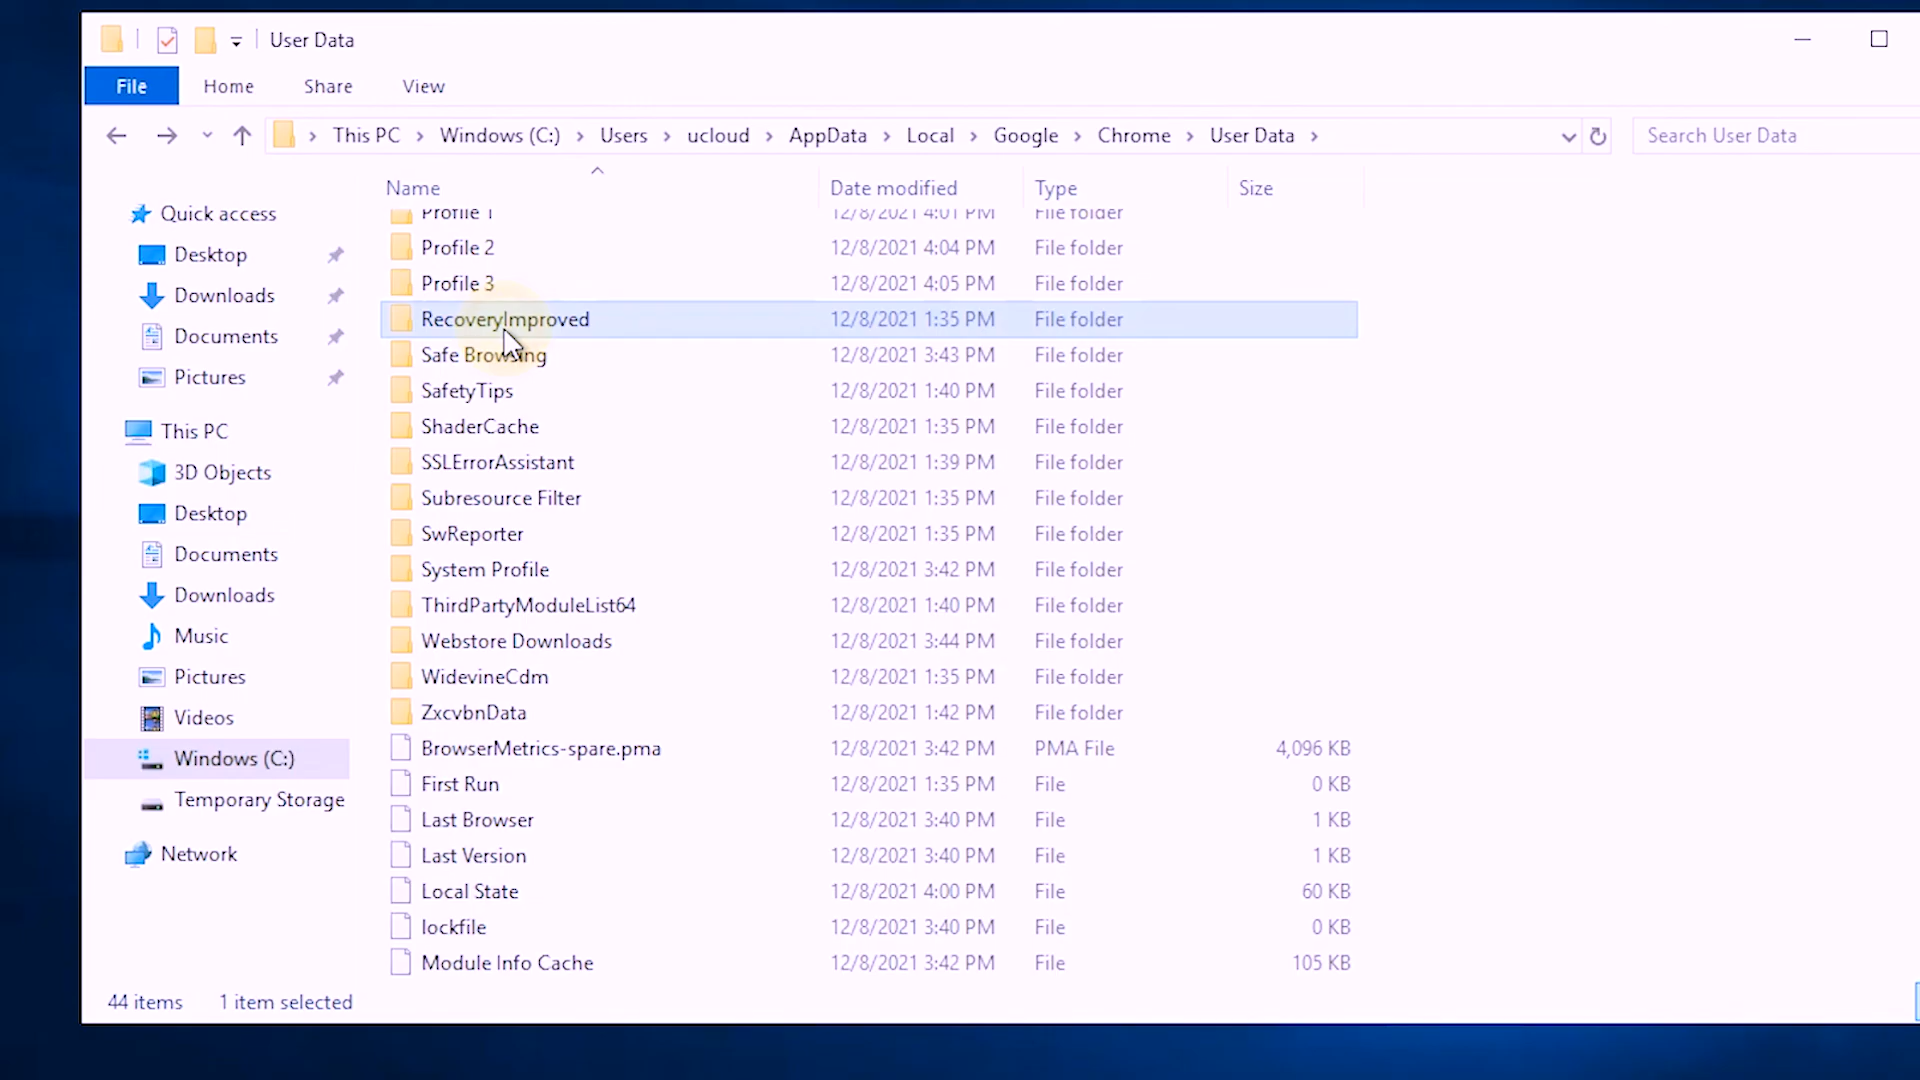 User Data
File Home Share View
This PC Windows (C:) Users ucloud AppData Local Google Chrome User Data Search User Data
Name Date modified Type Size
Quick access
Desktop
Downloads
Documents
Pictures
This PC
3D Objects
Desktop
Documents
Downloads
Music
Pictures
Videos
Windows (C:)
Temporary Storage
Network
Profile 1 12/8/2021 4:01 PM File folder
Profile 2 12/8/2021 4:04 PM File folder
Profile 3 12/8/2021 4:05 PM File folder
RecoveryImproved 12/8/2021 1:35 PM File folder
Safe Browsing 12/8/2021 3:43 PM File folder
SafetyTips 12/8/2021 1:40 PM File folder
ShaderCache 12/8/2021 1:35 PM File folder
SSLErrorAssistant 12/8/2021 1:39 PM File folder
Subresource Filter 12/8/2021 1:35 PM File folder
SwReporter 12/8/2021 1:35 PM File folder
System Profile 12/8/2021 3:42 PM File folder
ThirdPartyModuleList64 12/8/2021 1:40 PM File folder
Webstore Downloads 12/8/2021 3:44 PM File folder
WidevineCdm 12/8/2021 1:35 PM File folder
ZxcvbnData 12/8/2021 1:42 PM File folder
BrowserMetrics-spare.pma 12/8/2021 3:42 PM PMA File 4,096 KB
First Run 12/8/2021 1:35 PM File 0 KB
Last Browser 12/8/2021 3:40 PM File 1 KB
Last Version 12/8/2021 3:40 PM File 1 KB
Local State 12/8/2021 4:00 PM File 60 KB
lockfile 12/8/2021 3:40 PM File 0 KB
Module Info Cache 12/8/2021 3:42 PM File 105 KB
44 items 1 item selected